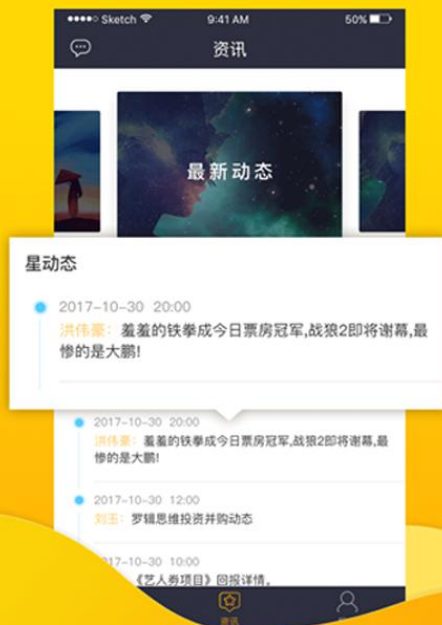 Sketch 9:41 AM 50%
资讯
最新动态
星动态
2017-10-30 20:00
洪伟豪：羞羞的铁拳成今日票房冠军,战狼2即将谢幕,最
惨的是大鹏!
2017-10-30 20:00
洪伟豪：羞羞的铁拳成今日票房冠军,战狼2即将谢幕,最
惨的是大鹏!
2017-10-30 12:00
刘玉：罗辑思维投资并购动态
17-10-30 10:00
《艺人券项目》回报详情。
资讯